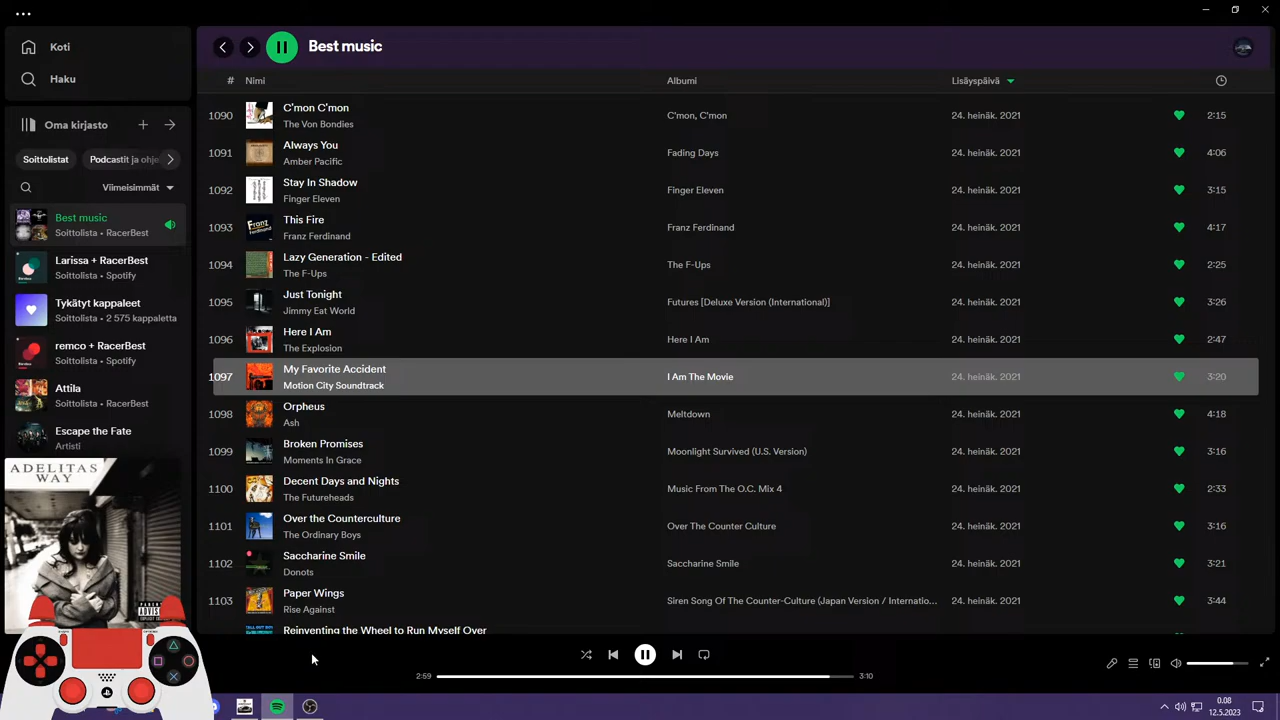 Koti
Haku
Oma kirjasto
Soittolistat
Podcastit ja ohje
Viimeisimmät
Best music
Soittolista • RacerBest
Larissa + RacerBest
Soittolista • Spotify
Tykätyt kappaleet
Soittolista • 2 575 kappaletta
remco + RacerBest
Soittolista • Spotify
Attila
Soittolista • RacerBest
Escape the Fate
Artisti
ADELITAS
WAY
Best music
# Nimi Albumi Lisäyspäivä
1090 C'mon C'mon C'mon, C'mon 24. heinäk. 2021 2:15
The Von Bondies
1091 Always You Fading Days 24. heinäk. 2021 4:06
Amber Pacific
1092 Stay In Shadow Finger Eleven 24. heinäk. 2021 3:15
Finger Eleven
1093 This Fire Franz Ferdinand 24. heinäk. 2021 4:17
Franz Ferdinand
1094 Lazy Generation - Edited The F-Ups 24. heinäk. 2021 2:25
The F-Ups
1095 Just Tonight Futures [Deluxe Version (International)] 24. heinäk. 2021 3:26
Jimmy Eat World
1096 Here I Am Here I Am 24. heinäk. 2021 2:47
The Explosion
1097 My Favorite Accident I Am The Movie 24. heinäk. 2021 3:20
Motion City Soundtrack
1098 Orpheus Meltdown 24. heinäk. 2021 4:18
Ash
1099 Broken Promises Moonlight Survived (U.S. Version) 24. heinäk. 2021 3:16
Moments In Grace
1100 Decent Days and Nights Music From The O.C. Mix 4 24. heinäk. 2021 2:33
The Futureheads
1101 Over the Counterculture Over The Counter Culture 24. heinäk. 2021 3:16
The Ordinary Boys
1102 Saccharine Smile Saccharine Smile 24. heinäk. 2021 3:21
Donots
1103 Paper Wings Siren Song Of The Counter-Culture (Japan Version / Internatio... 24. heinäk. 2021 3:44
Rise Against
Reinventing the Wheel to Run Myself Over
2:59
3:10
0.08
12.5.2023